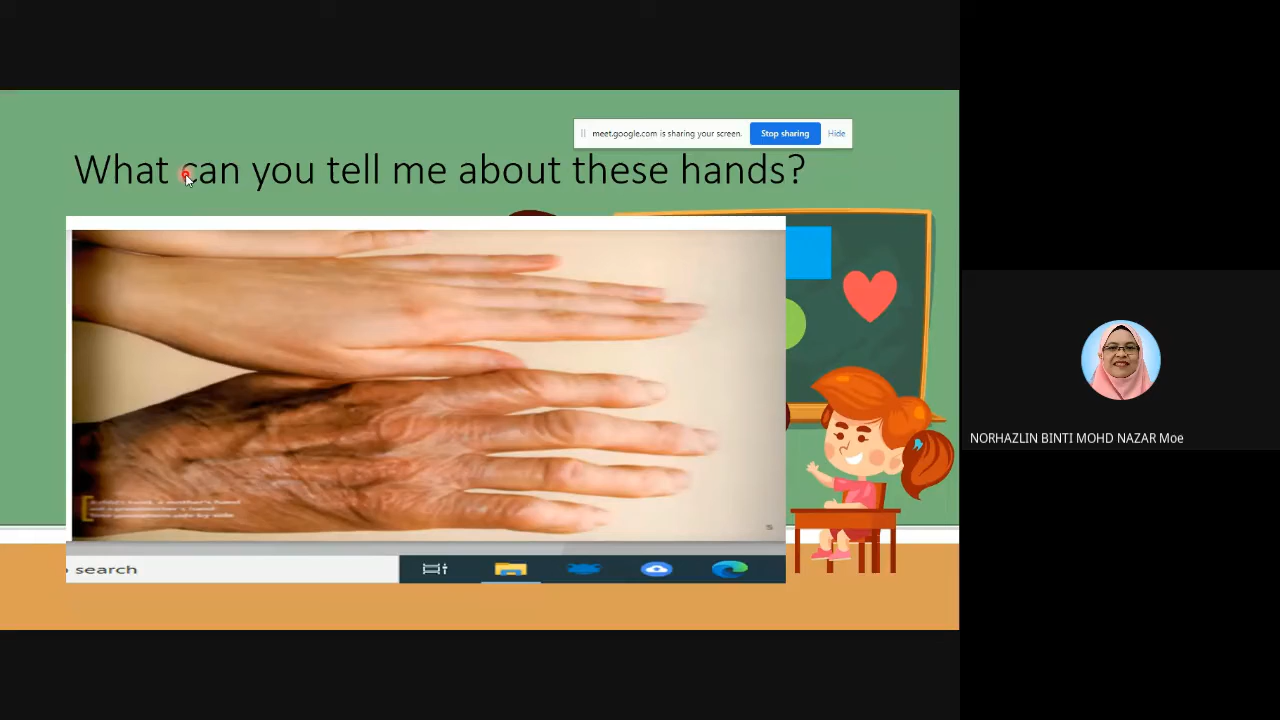 meet.google.com is sharing your screen.
Stop sharing
Hide
What can you tell me about these hands?
NORHAZLIN BINTI MOHD NAZAR Moe
search